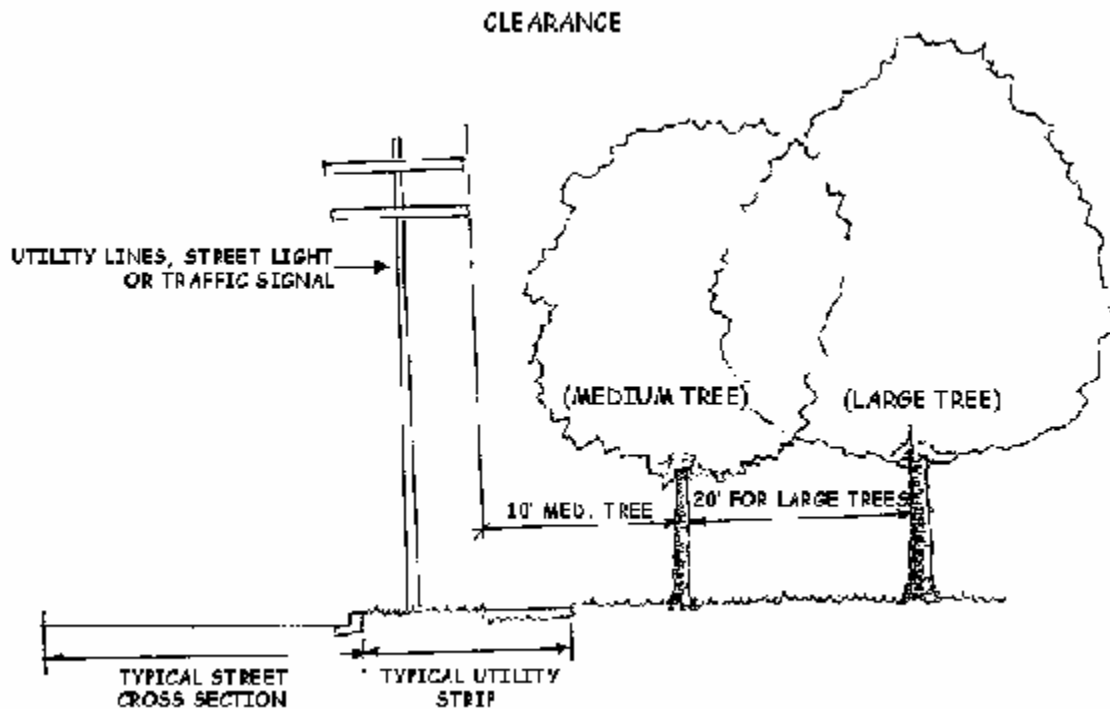 CLEARANCE
UTILITY LINES, STREET LIGHT
OR TRAFFIC SIGNAL
(MEDIUM TREE)
(LARGE TREE)
10' MED. TREE
20' FOR LARGE TREES
TYPICAL STREET
CROSS SECTION
TYPICAL UTILITY
STRIP